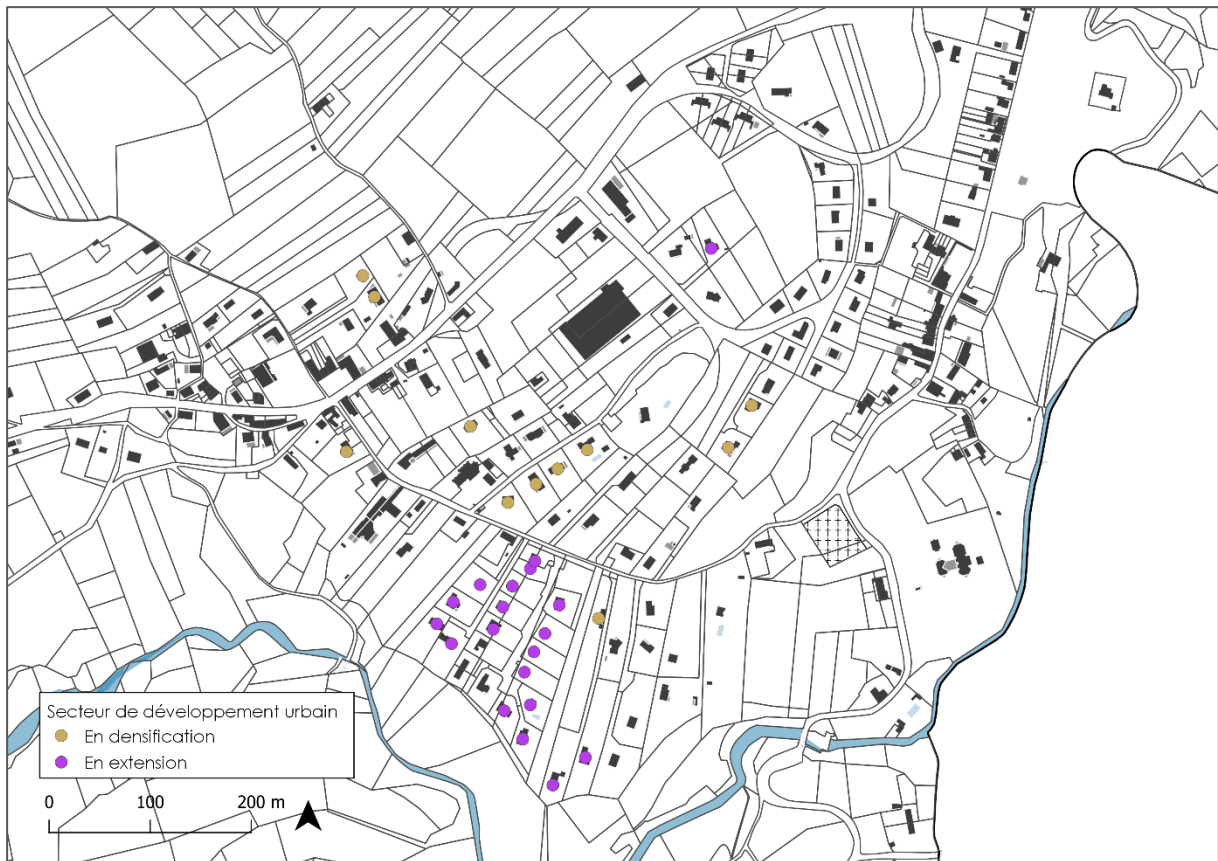 Secteur de développement urbain
En densification
En extension
0 100 200 m